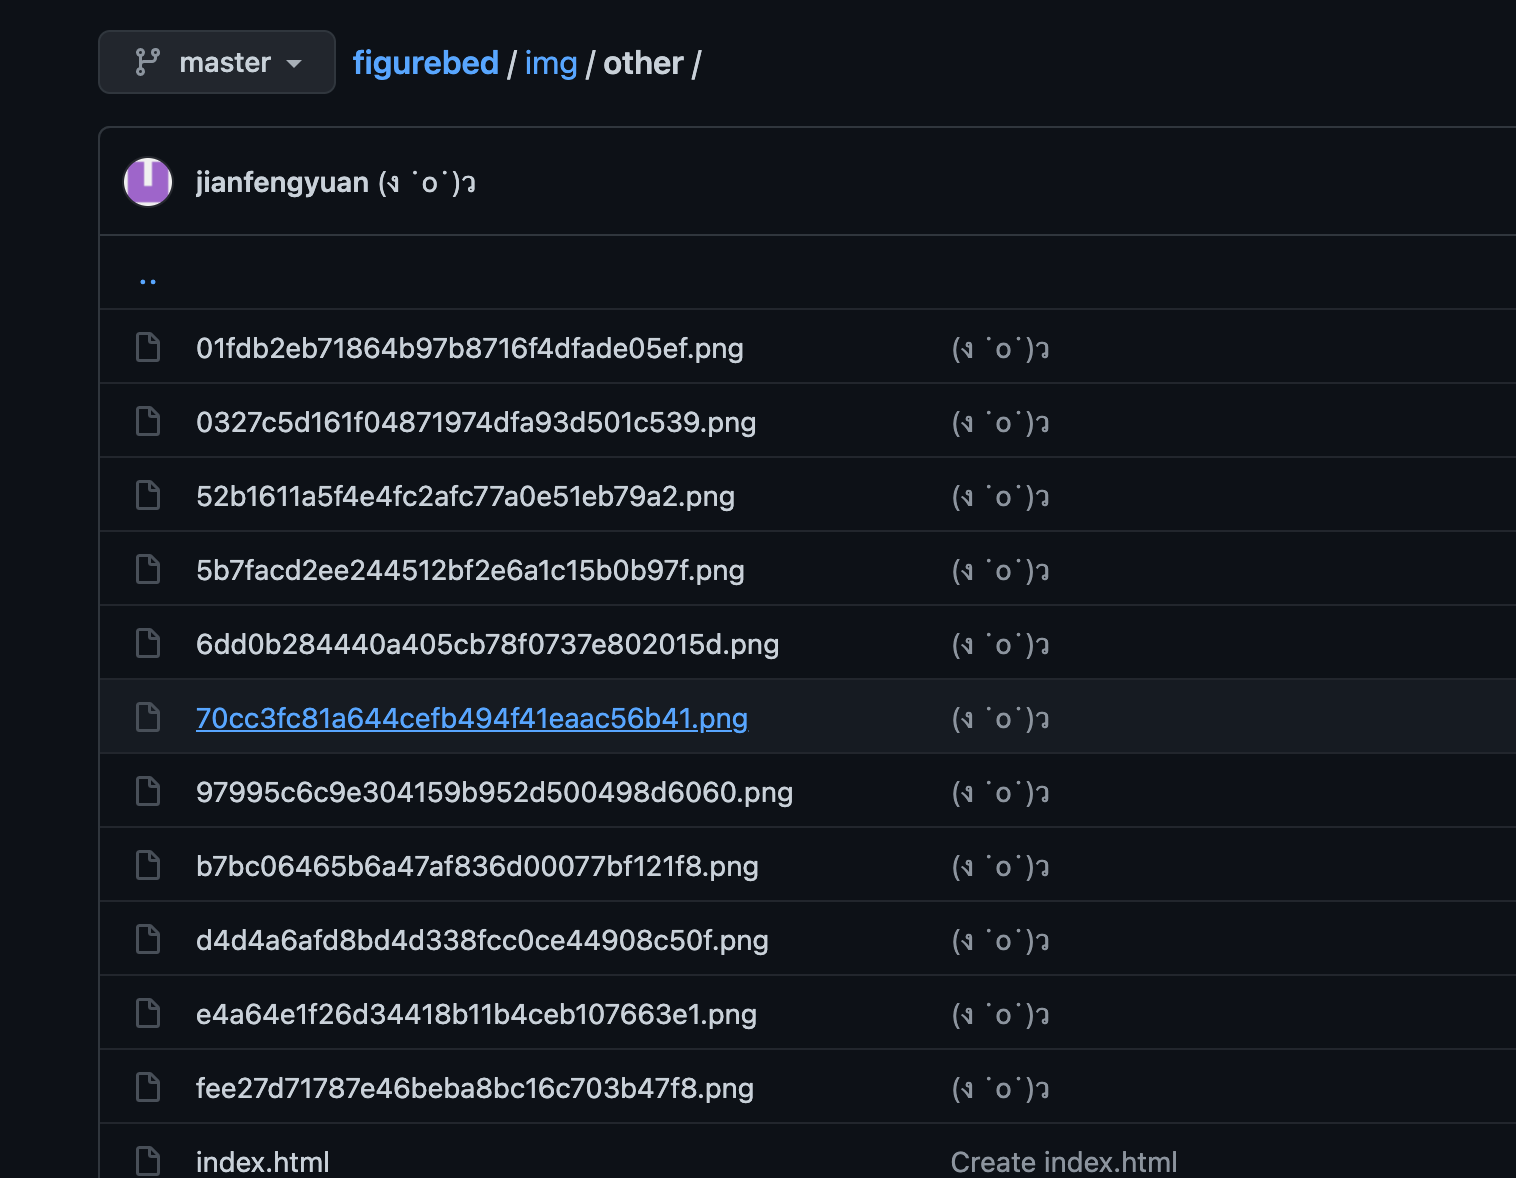 master figurebed / img / other /
jianfengyuan (ง ˙o˙)ว
..
01fdb2eb71864b97b8716f4dfade05ef.png (ง ˙o˙)ว
0327c5d161f04871974dfa93d501c539.png (ง ˙o˙)ว
52b1611a5f4e4fc2afc77a0e51eb79a2.png (ง ˙o˙)ว
5b7facd2ee244512bf2e6a1c15b0b97f.png (ง ˙o˙)ว
6dd0b284440a405cb78f0737e802015d.png (ง ˙o˙)ว
70cc3fc81a644cefb494f41eaac56b41.png (ง ˙o˙)ว
97995c6c9e304159b952d500498d6060.png (ง ˙o˙)ว
b7bc06465b6a47af836d00077bf121f8.png (ง ˙o˙)ว
d4d4a6afd8bd4d338fcc0ce44908c50f.png (ง ˙o˙)ว
e4a64e1f26d34418b11b4ceb107663e1.png (ง ˙o˙)ว
fee27d71787e46beba8bc16c703b47f8.png (ง ˙o˙)ว
index.html Create index.html